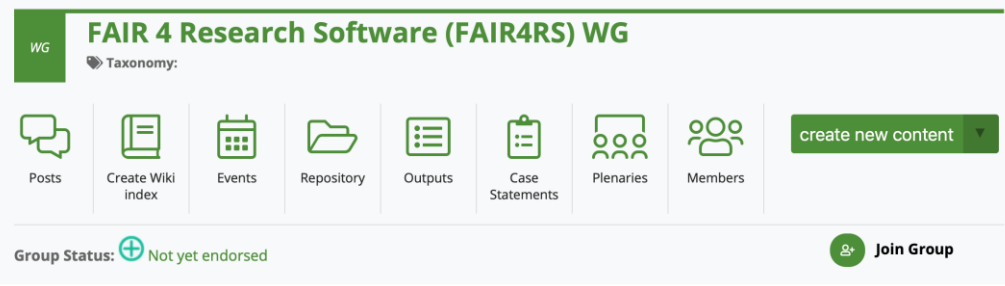 WG
FAIR 4 Research Software (FAIR4RS) WG
Taxonomy:
Posts
Create Wiki
index
Events
Repository
Outputs
Case
Statements
Plenaries
Members
create new content
Group Status: Not yet endorsed
Join Group